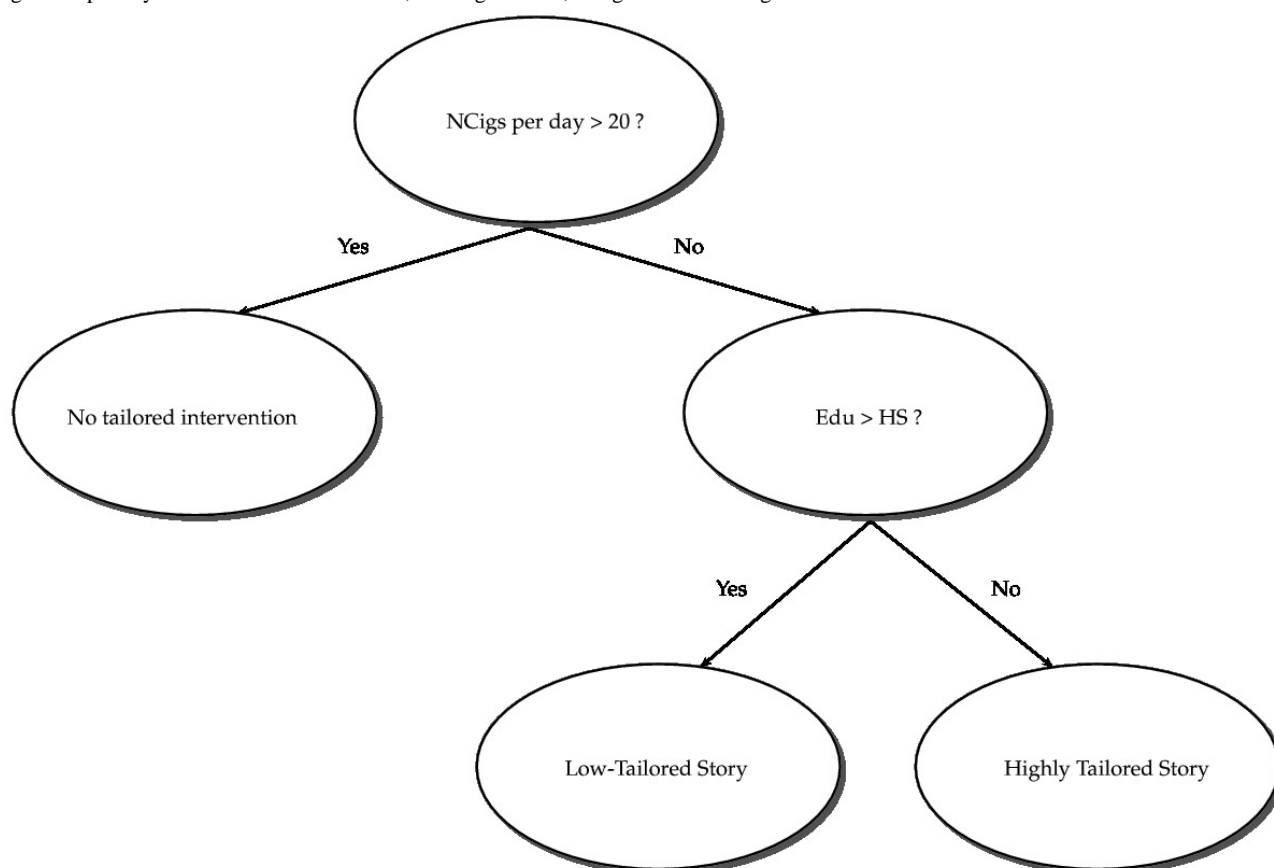 NCigs per day > 20 ?
Yes
No
No tailored intervention
Edu > HS ?
Yes
No
Low-Tailored Story
Highly Tailored Story